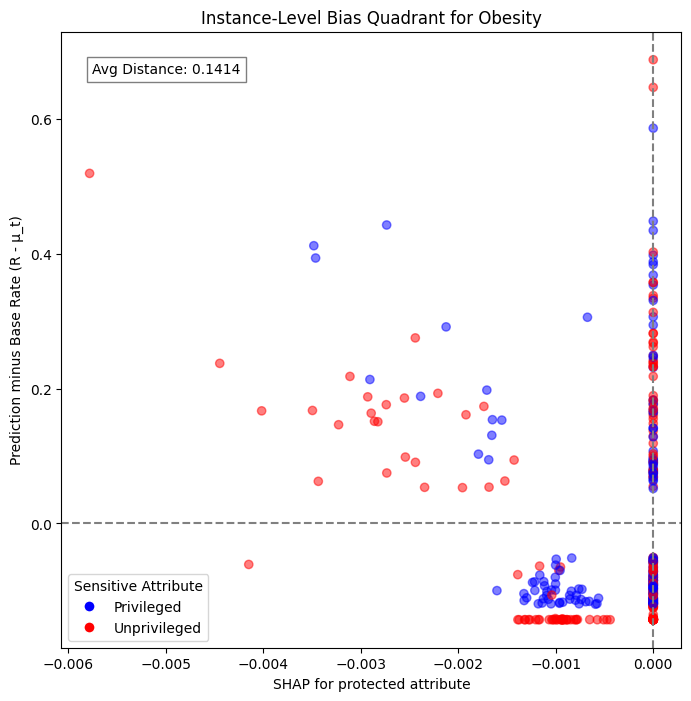 Instance-Level Bias Quadrant for Obesity
Avg Distance: 0.1414
Prediction minus Base Rate (R - μ_t)
0.6
0.4
0.2
0.0
Sensitive Attribute
Privileged
Unprivileged
−0.006
−0.005
−0.004
−0.003
−0.002
−0.001
0.000
SHAP for protected attribute